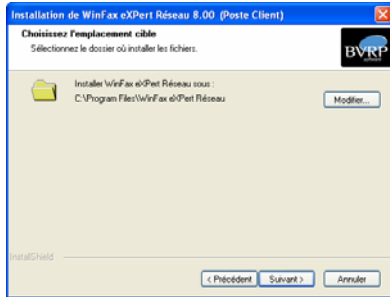 Installation de WinFax eXPert Réseau 8.00 (Poste Client)
Choisissez l'emplacement cible
Sélectionnez le dossier où installer les fichiers.
BVRP
software
Installer WinFax eXPert Réseau sous :
C:\Program Files\WinFax eXPert Réseau
Modifier...
InstallShield
< Précédent
Suivant >
Annuler